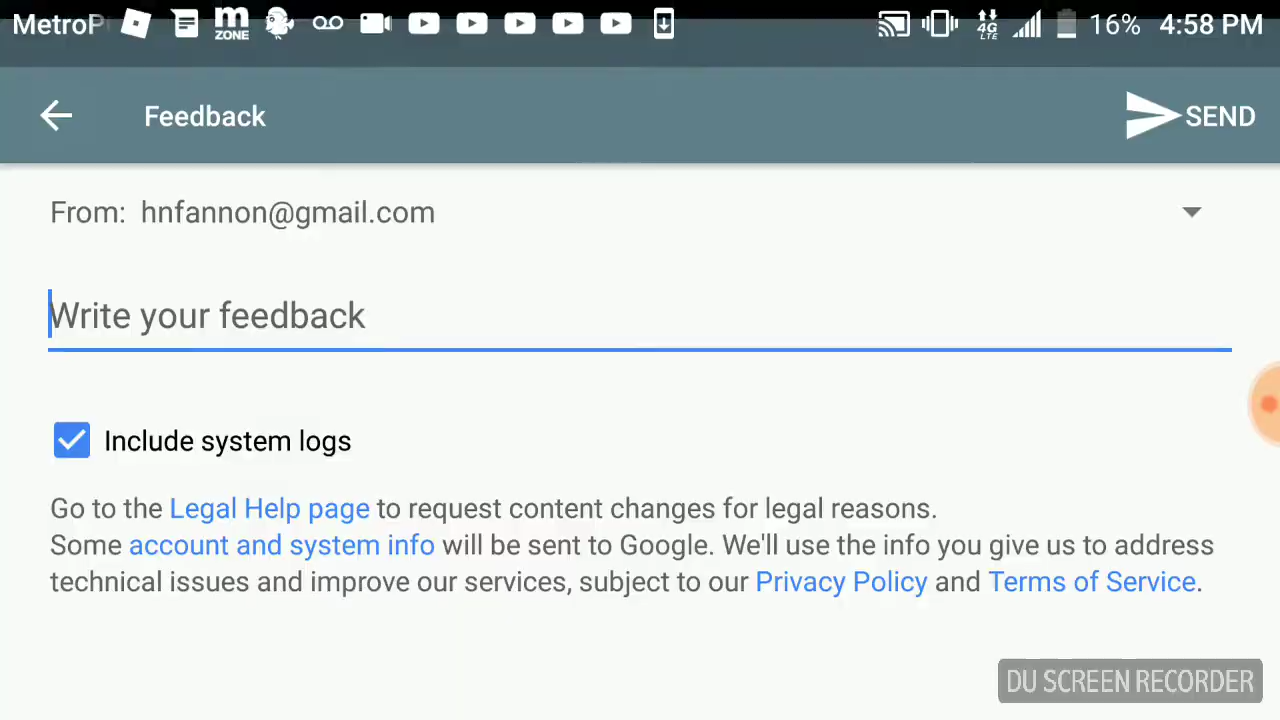 MetroP
m
ZONE
4G
LTE
16%
4:58 PM
Feedback
SEND
From: hnfannon@gmail.com
Write your feedback
Include system logs
Go to the Legal Help page to request content changes for legal reasons.
Some account and system info will be sent to Google. We'll use the info you give us to address
technical issues and improve our services, subject to our Privacy Policy and Terms of Service.
DU SCREEN RECORDER